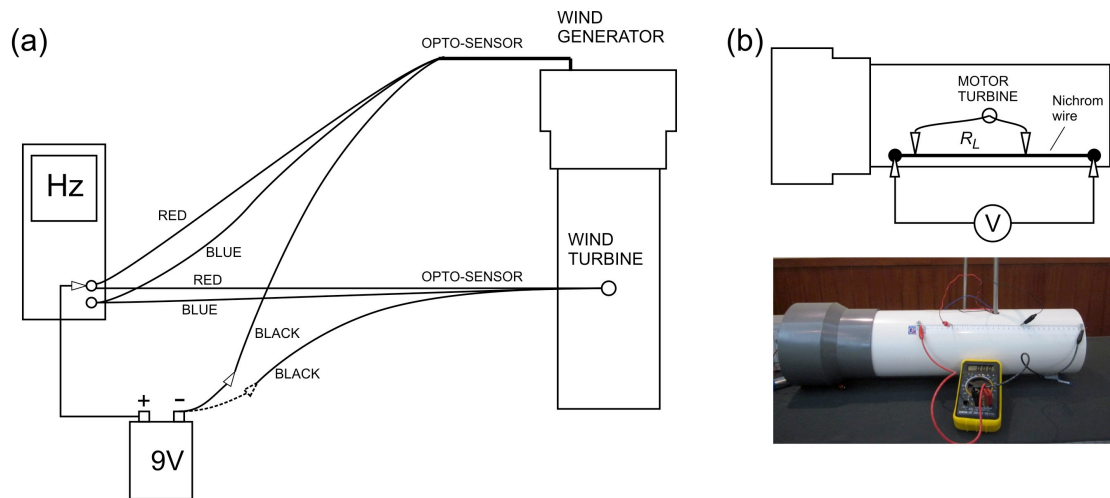 (a)
WIND
GENERATOR
OPTO-SENSOR
Hz
RED
BLUE
RED
BLUE
OPTO-SENSOR
WIND
TURBINE
BLACK
BLACK
+ −
9V
(b)
MOTOR
TURBINE
Nichrom
wire
R_L
V